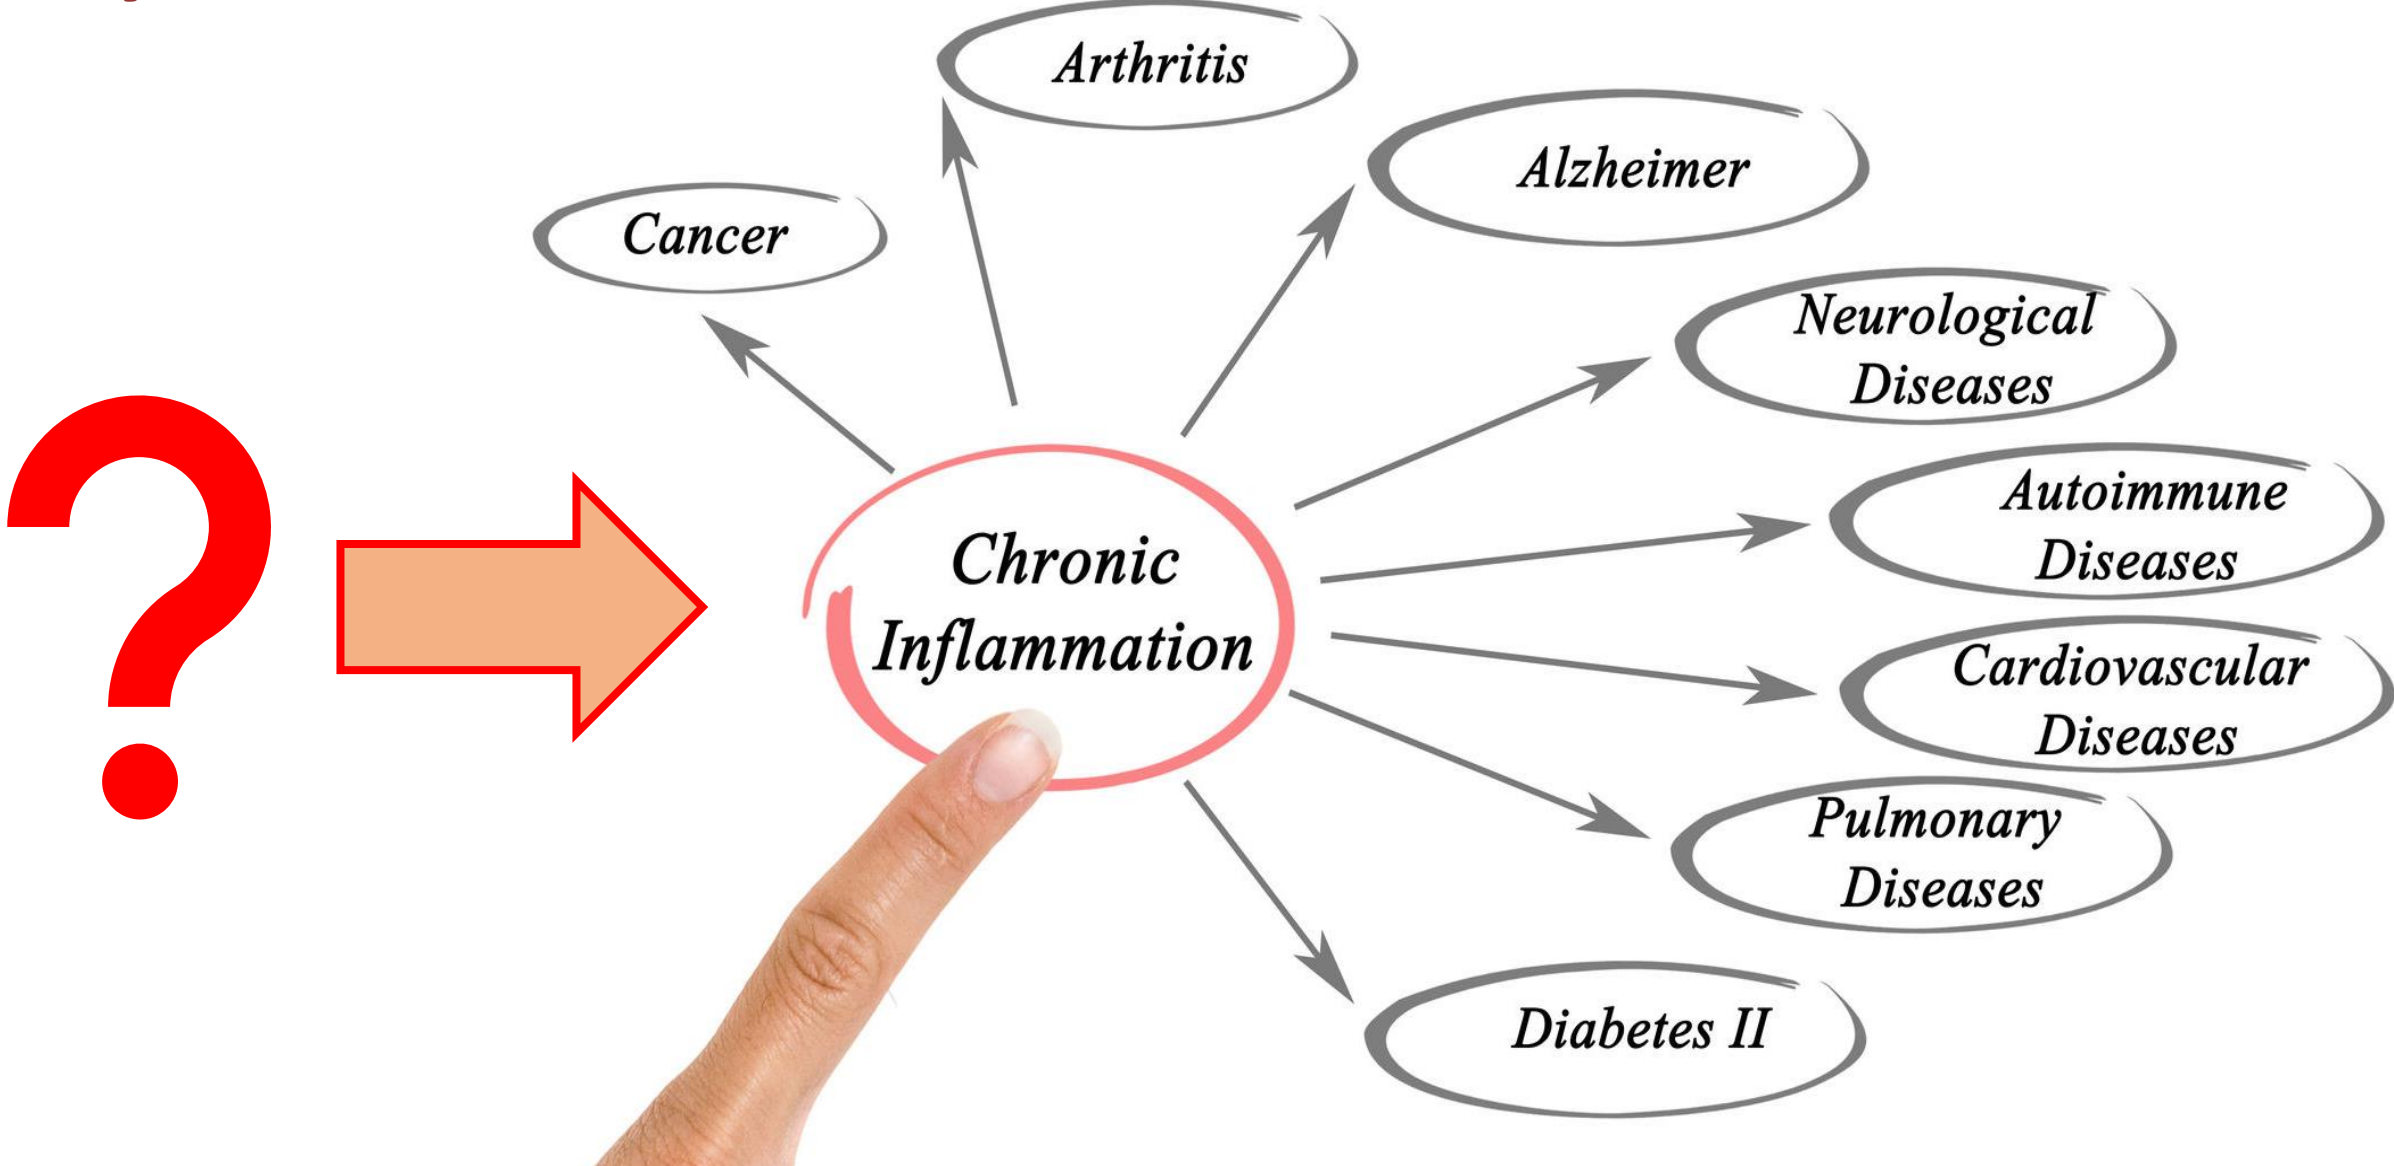 Arthritis
Alzheimer
Cancer
Neurological
Diseases
Autoimmune
Diseases
Chronic
Inflammation
Cardiovascular
Diseases
Pulmonary
Diseases
Diabetes II
?